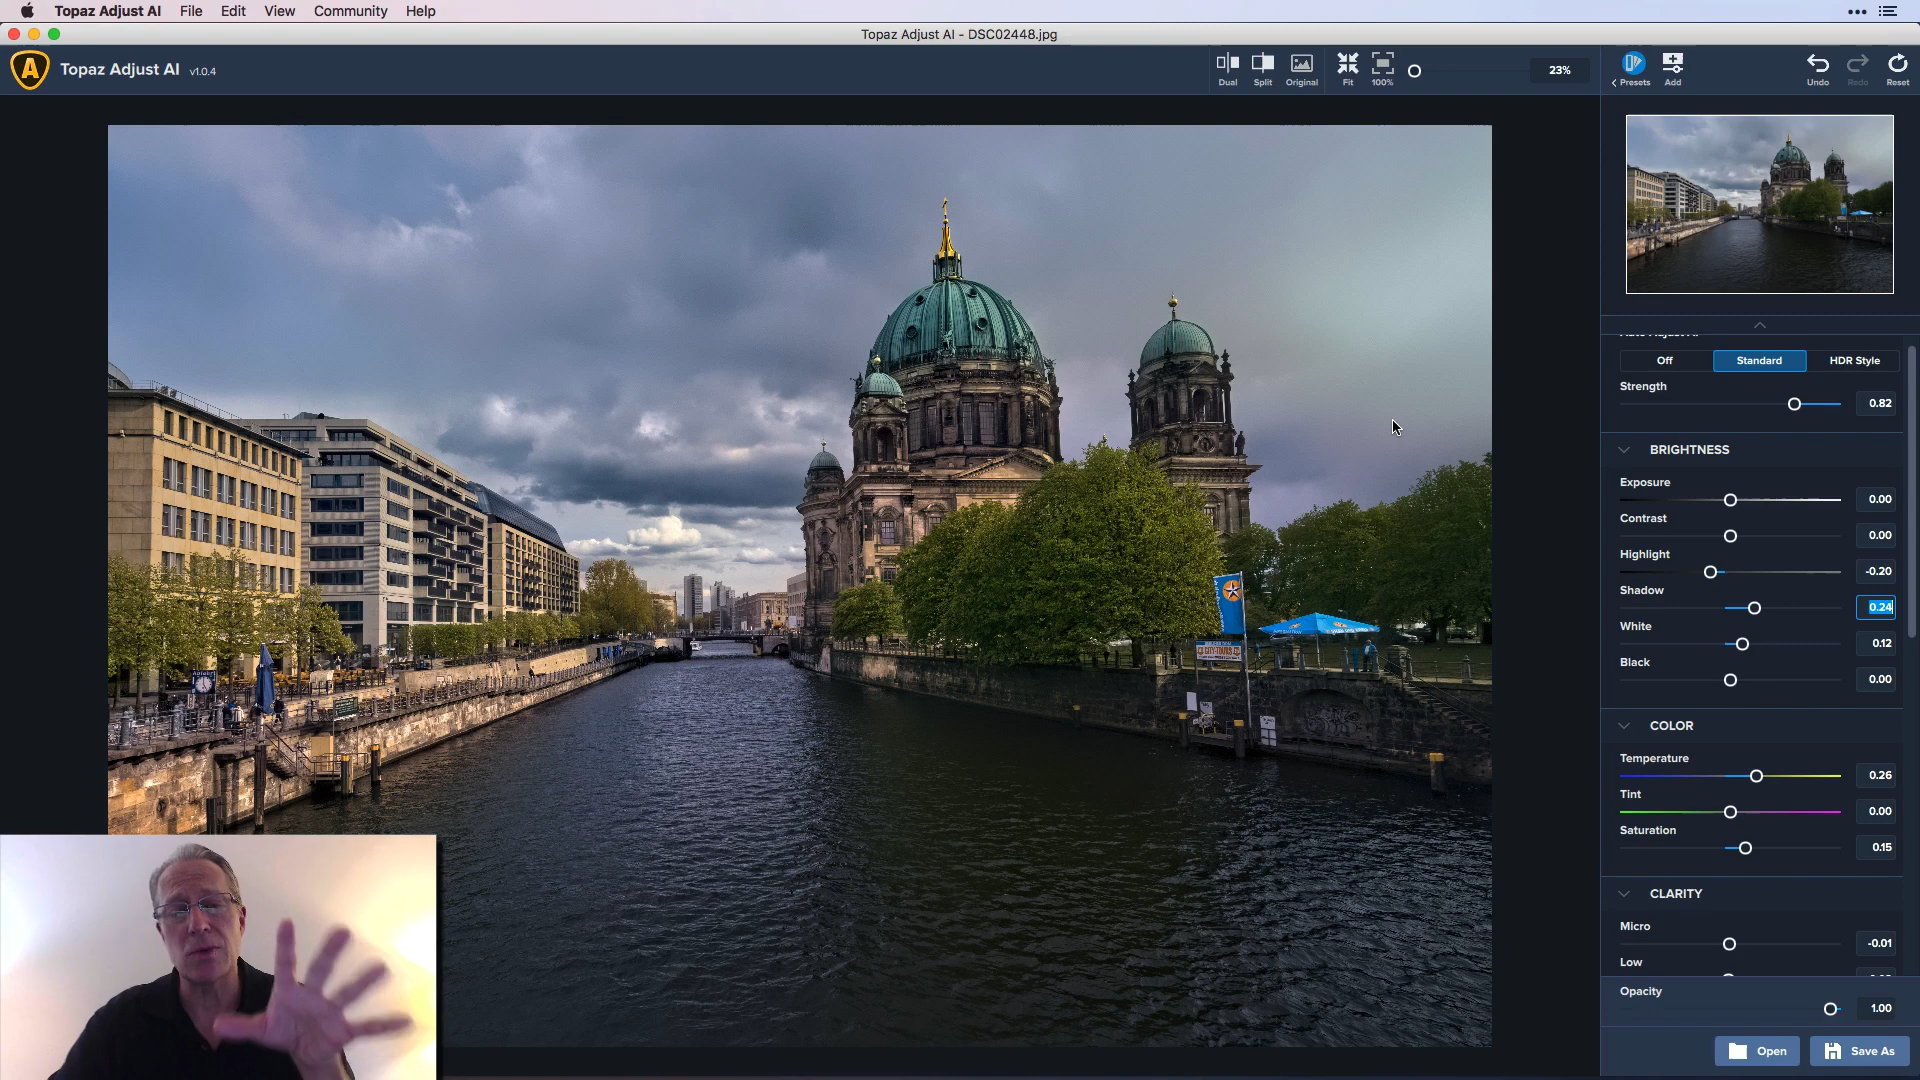 Topaz Adjust AI File Edit View Community Help
Topaz Adjust AI - DSC02448.jpg
Topaz Adjust AI v1.0.4
Dual Split Original Fit 100% 23% Presets Add Undo Redo Reset
Off Standard HDR Style
Strength
0.82
BRIGHTNESS
Exposure
0.00
Contrast
0.00
Highlight
-0.20
Shadow
0.24
White
0.12
Black
0.00
COLOR
Temperature
0.26
Tint
0.00
Saturation
0.15
CLARITY
Micro
-0.01
Low
Opacity
1.00
Open Save As
CITY-TOURS